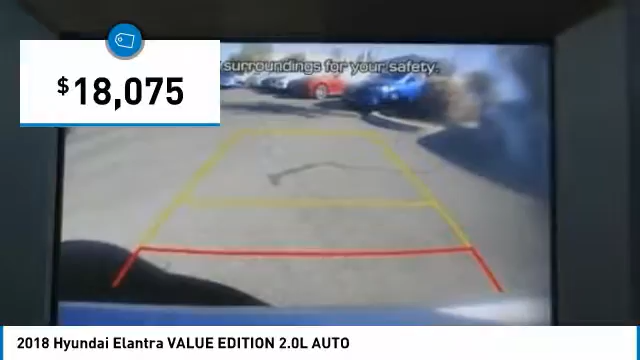 surroundings for your safety.
$18,075
2018 Hyundai Elantra VALUE EDITION 2.0L AUTO